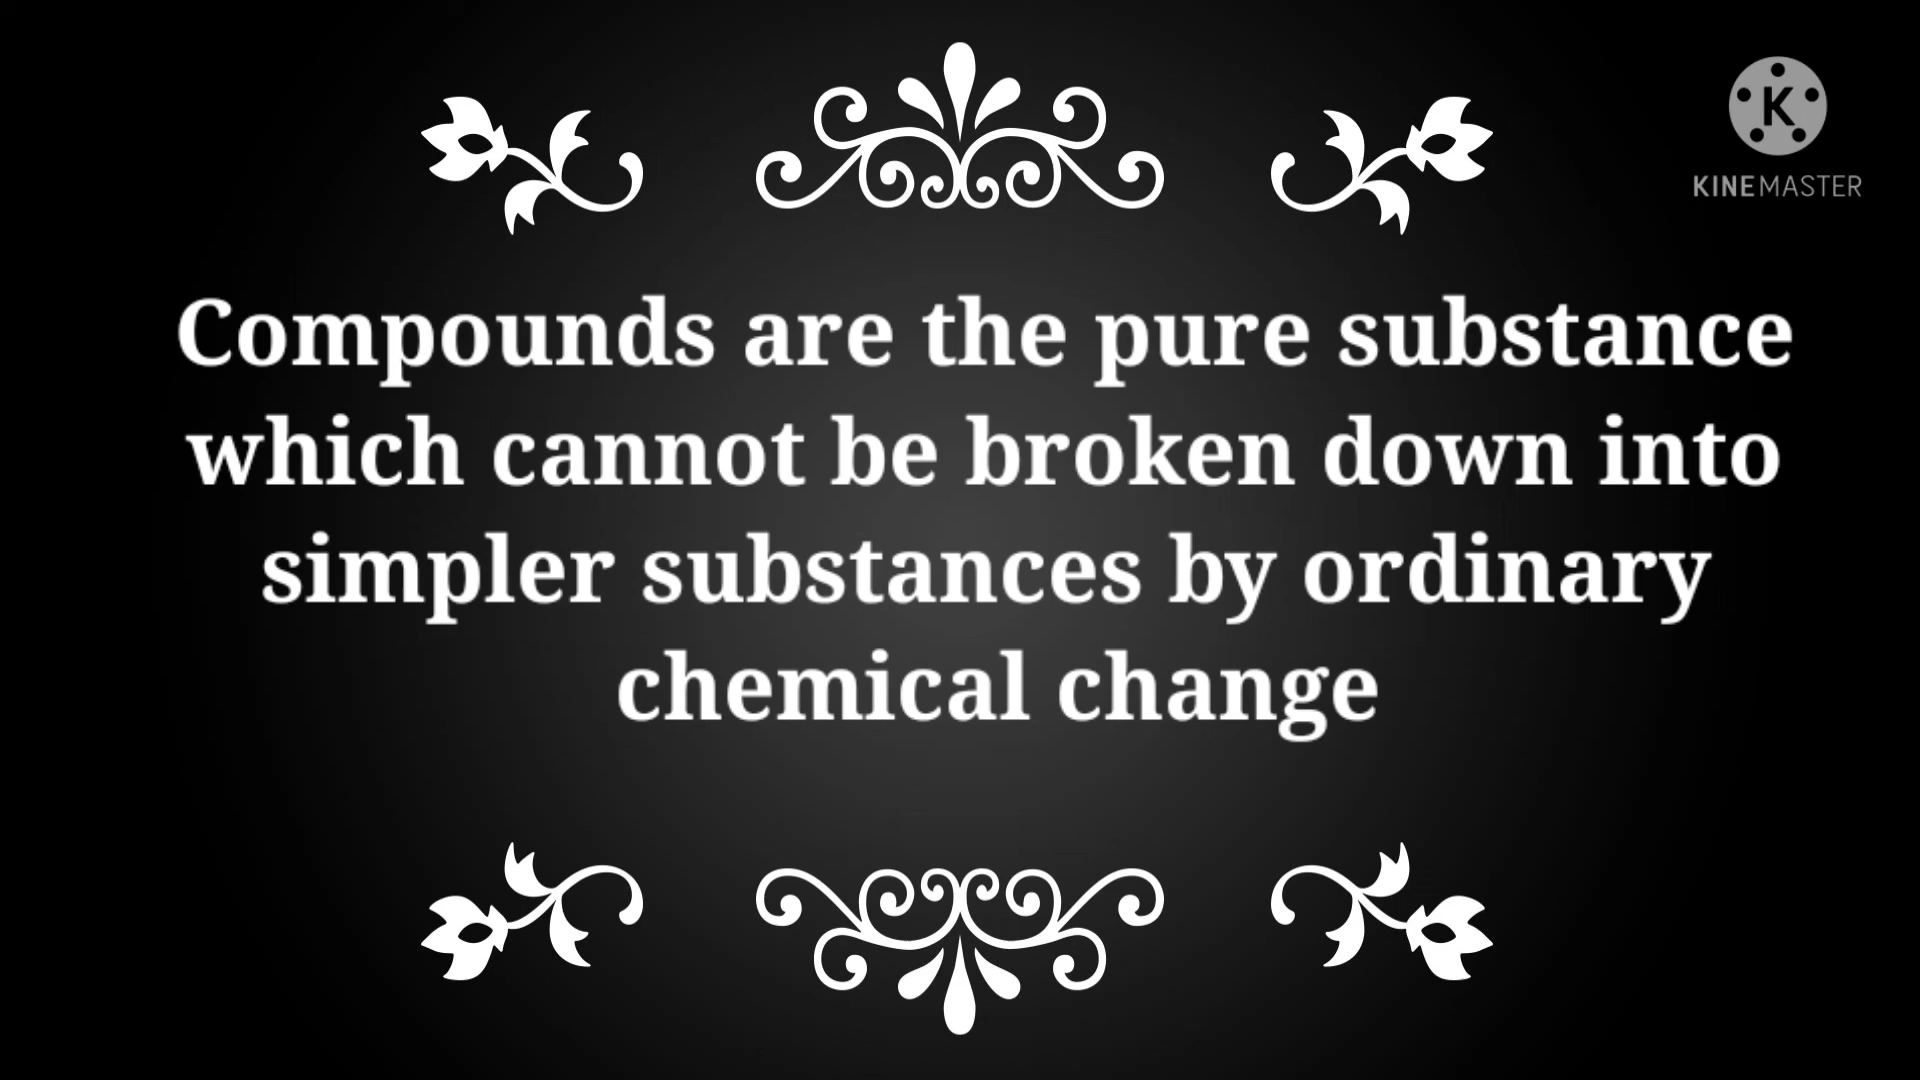 K
KINEMASTER
Compounds are the pure substance
which cannot be broken down into
simpler substances by ordinary
chemical change